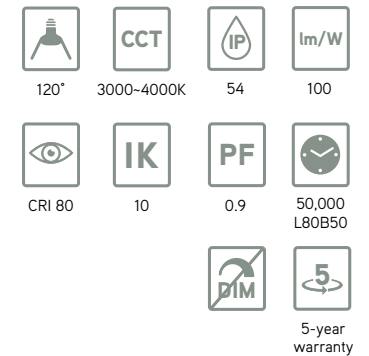 CCT
IP
lm/W
120°
3000~4000K
54
100
IK
PF
CRI 80
10
0.9
50,000
L80B50
DIM
5
5-year
warranty